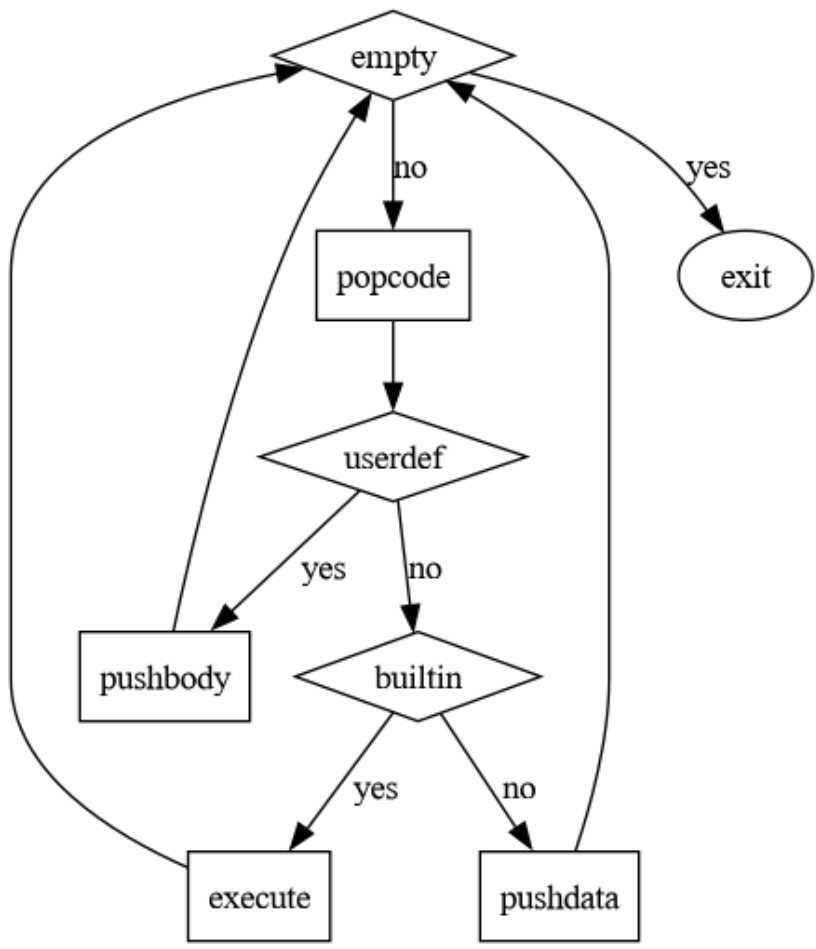 empty
no
yes
popcode
exit
userdef
yes
no
pushbody
builtin
yes
no
execute
pushdata